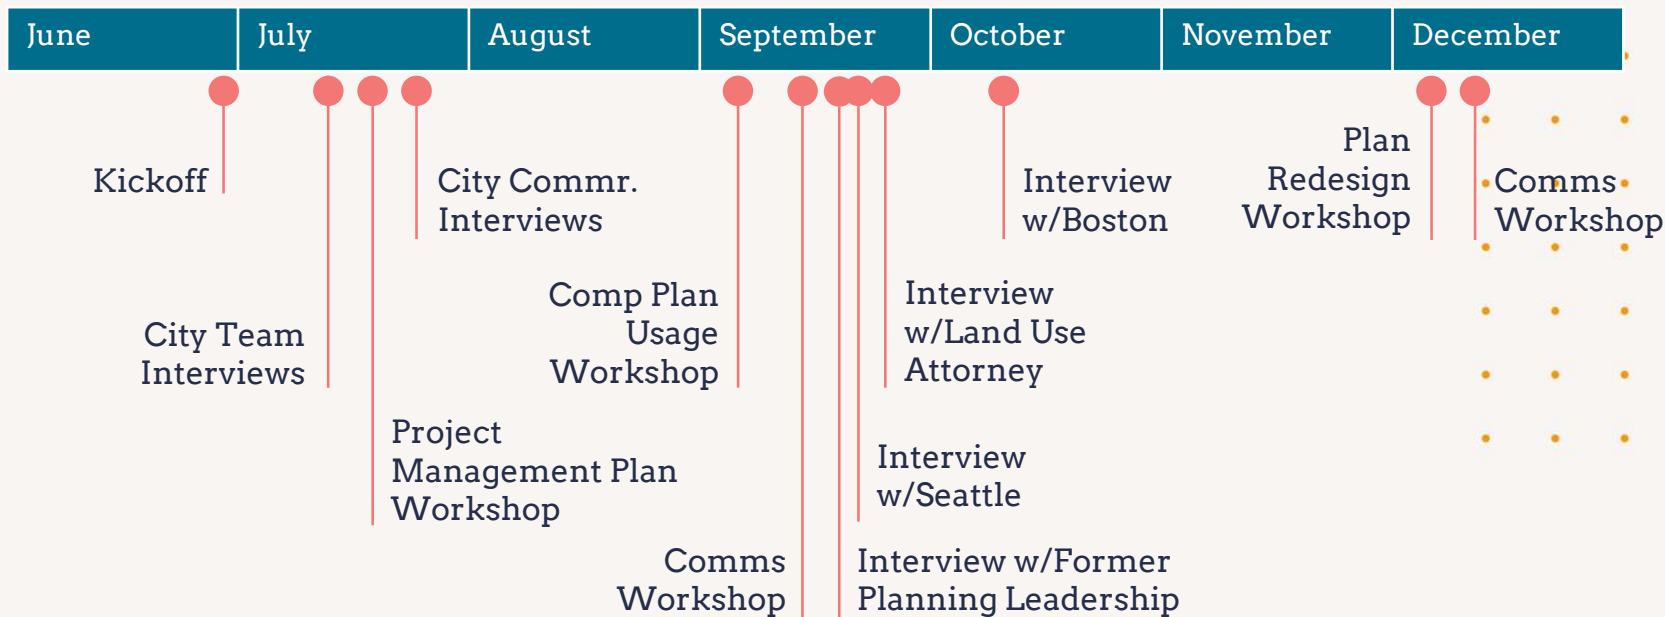 June
July
August
September
October
November
December
Kickoff
City Team
Interviews
Project
Management Plan
Workshop
City Commr.
Interviews
Comp Plan
Usage
Workshop
Comms
Workshop
Interview w/Former
Planning Leadership
Interview
w/Seattle
Interview
w/Land Use
Attorney
Interview
w/Boston
Plan
Redesign
Workshop
Comms
Workshop